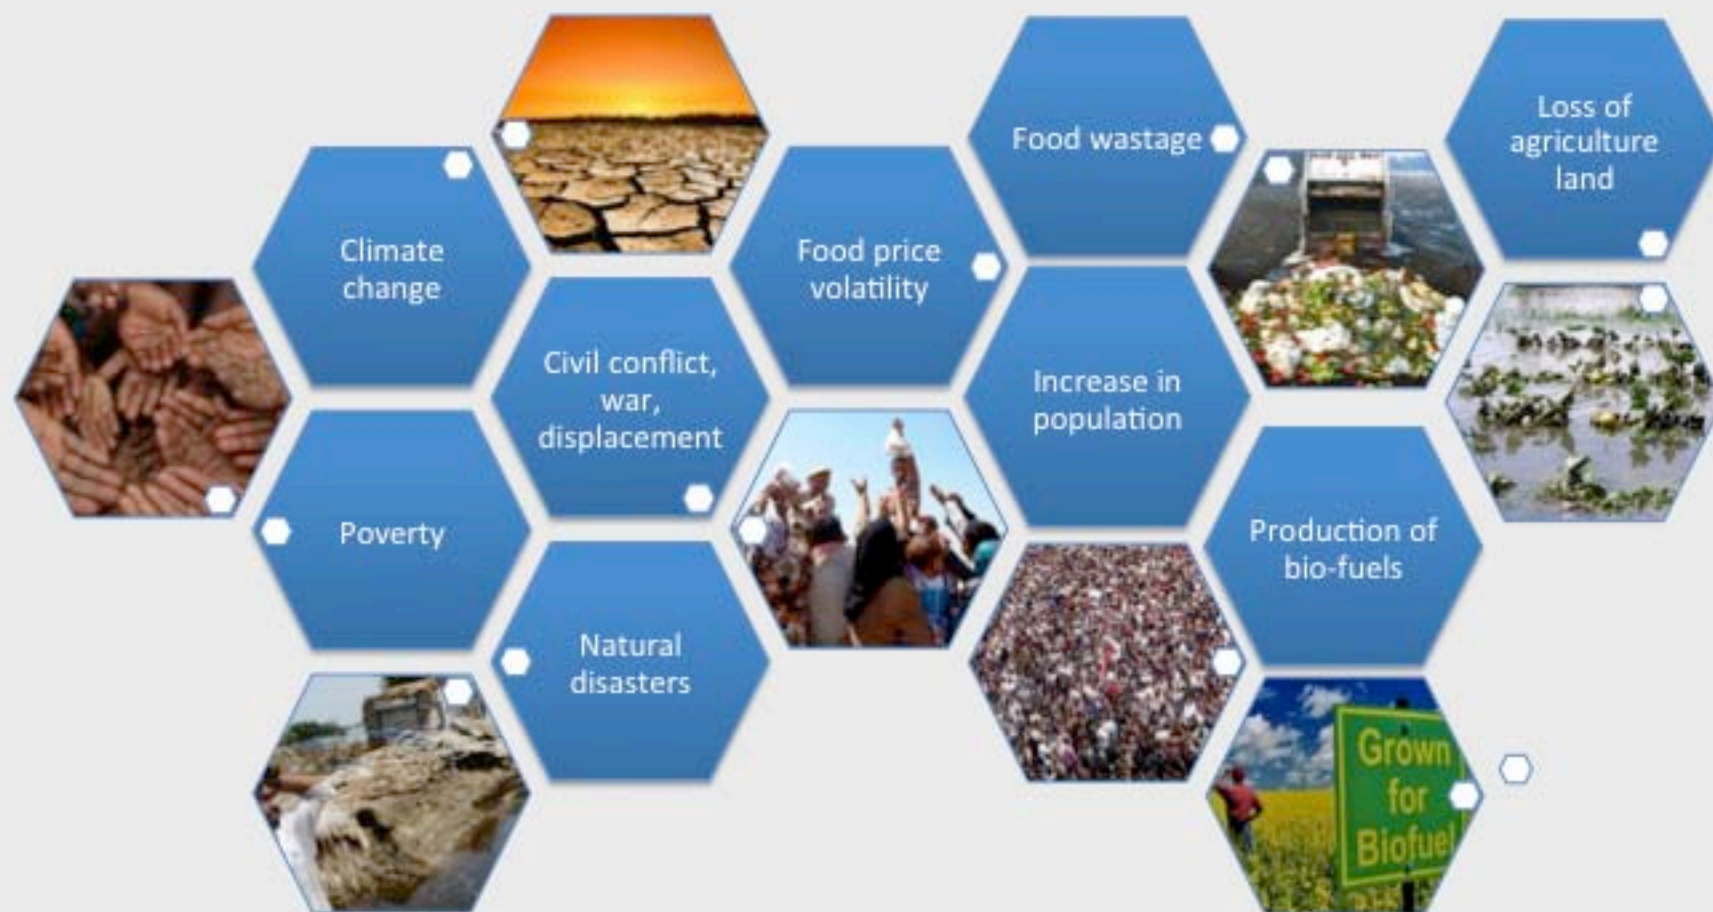 Climate
change
Poverty
Civil conflict,
war,
displacement
Natural
disasters
Food price
volatility
Food wastage
Increase in
population
Loss of
agriculture
land
Production of
bio-fuels
Grown
for
Biofuel